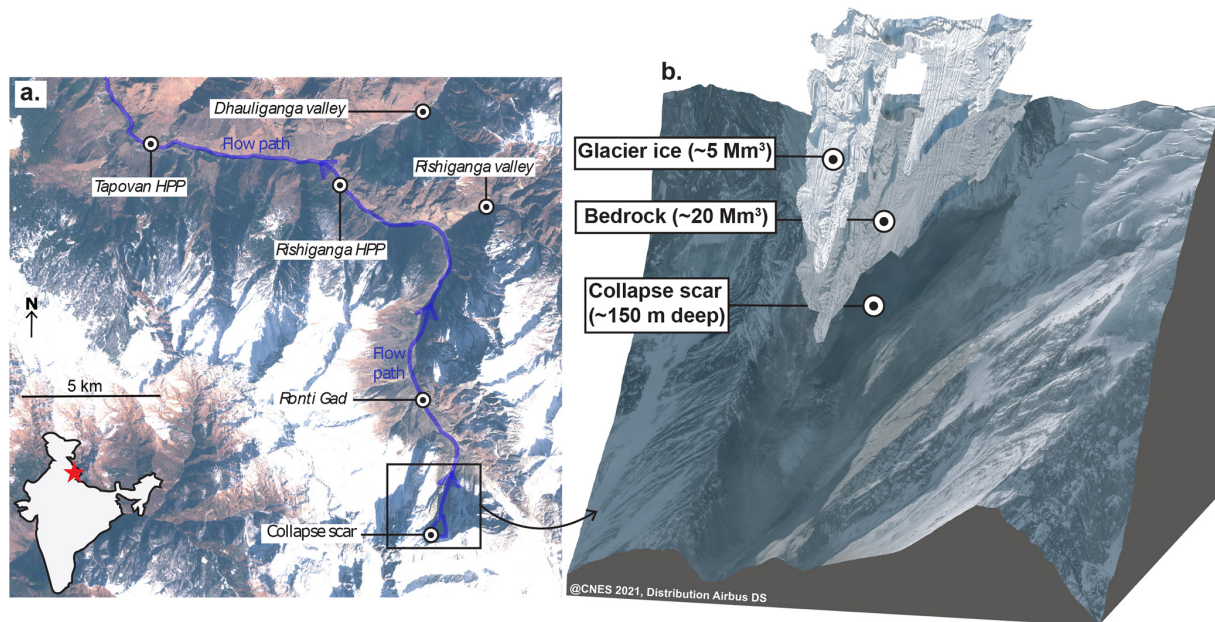 a.
Dhauliganga valley
Flow path
Rishiganga valley
Tapovan HPP
Rishiganga HPP
N
5 km
Flow
path
Ronti Gad
Collapse scar
b.
Glacier ice (~5 Mm³)
Bedrock (~20 Mm³)
Collapse scar
(~150 m deep)
@CNES 2021, Distribution Airbus DS